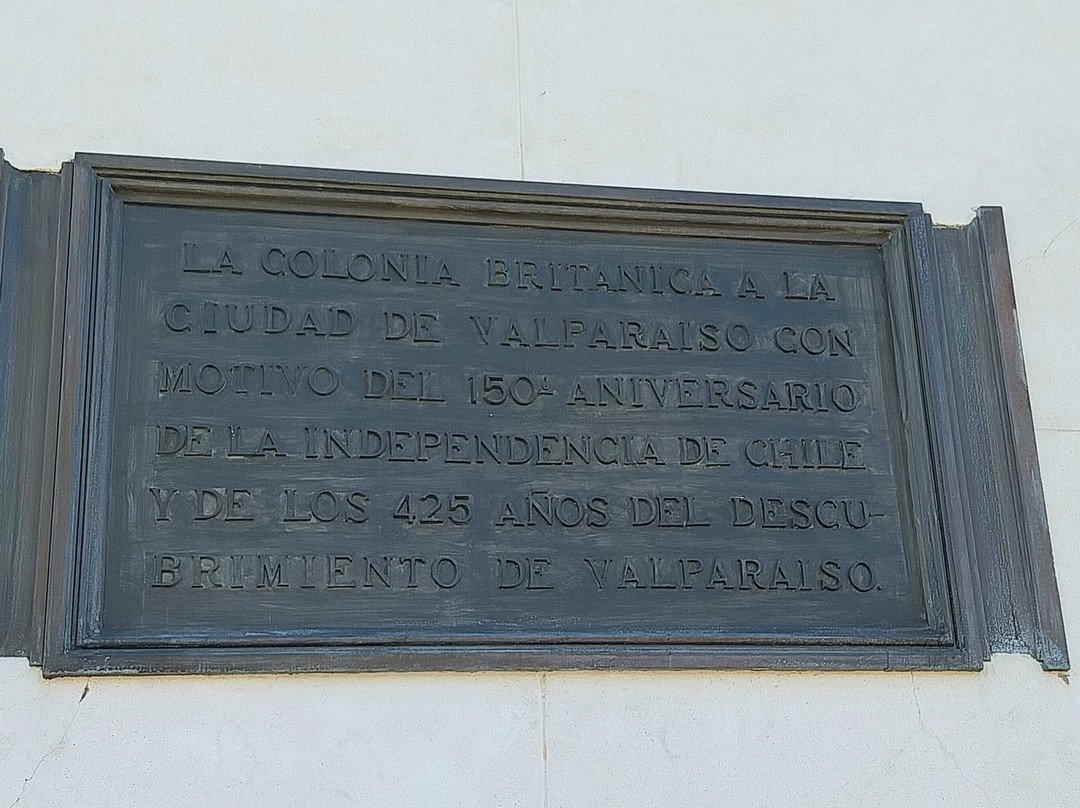 LA COLONIA BRITANICA A LA
CIUDAD DE VALPARAISO CON
MOTIVO DEL 150º ANIVERSARIO
DE LA INDEPENDENCIA DE CHILE
Y DE LOS 425 AÑOS DEL DESCU-
BRIMIENTO DE VALPARAISO.